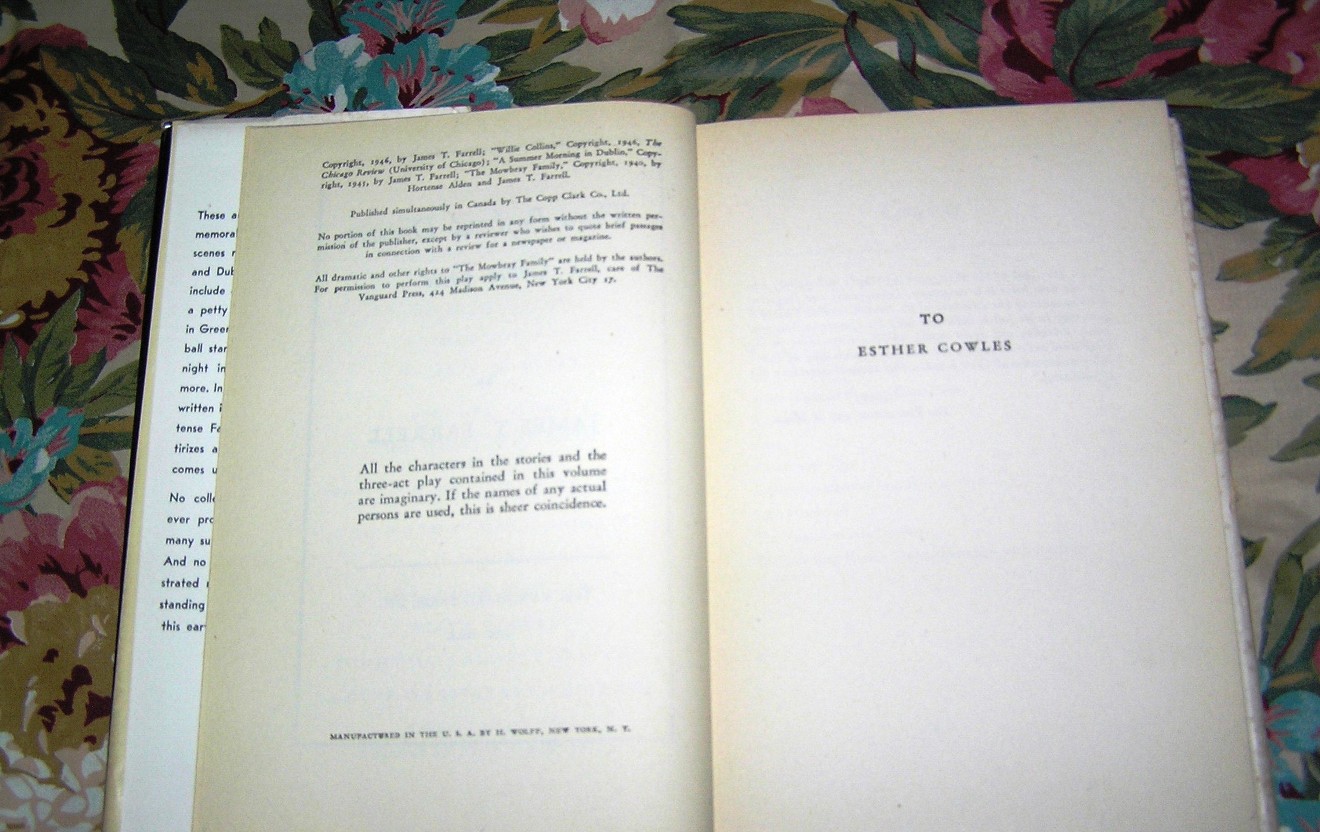 These a
memora
scenes r
and Dub
include
a petty
in Green
ball star
night in
more. In
written i
tense Fa
tirizes a
comes u
No colle
ever pro
many su
And no
strated
standing
this ear
Copyright, 1946, by James T. Farrell; "Willie Collins," Copyright, 1946, The
Chicago Review (University of Chicago); "A Summer Morning in Dublin," Copy-
right, 1943, by James T. Farrell; "The Mowbray Family," Copyright, 1940, by
Hortense Alden and James T. Farrell.
Published simultaneously in Canada by The Copp Clark Co., Ltd.
No portion of this book may be reprinted in any form without the written per-
mission of the publisher, except by a reviewer who wishes to quote brief passages
in connection with a review for a newspaper or magazine.
All dramatic and other rights to "The Mowbray Family" are held by the authors.
For permission to perform this play apply to James T. Farrell, care of The
Vanguard Press, 424 Madison Avenue, New York City 17.
All the characters in the stories and the
three-act play contained in this volume
are imaginary. If the names of any actual
persons are used, this is sheer coincidence.
MANUFACTURED IN THE U. S. A. BY H. WOLFF, NEW YORK, N. Y.
TO
ESTHER COWLES